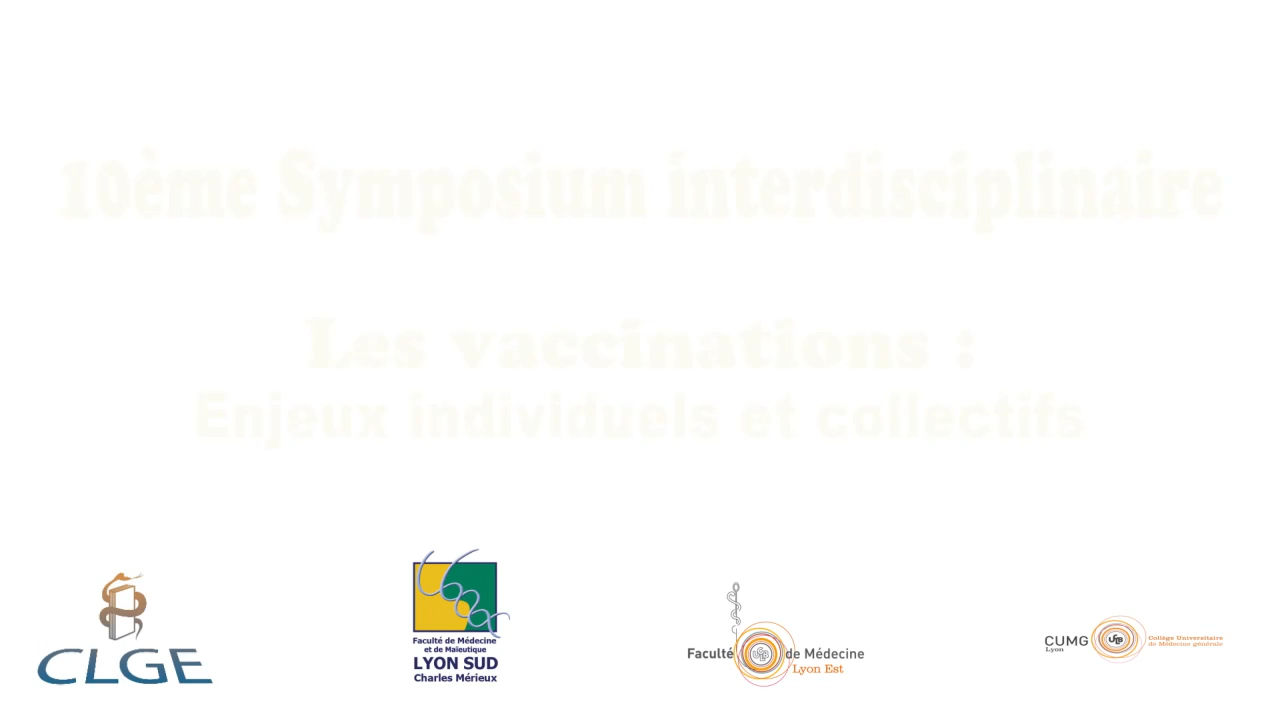 10ème Symposium interdisciplinaire
Les vaccinations :
Enjeux individuels et collectifs
CLGE
Faculté de Médecine
et de Maïeutique
LYON SUD
Charles Mérieux
Faculté de Médecine
Lyon Est
CUMG
Lyon
Collège Universitaire
de Médecine générale